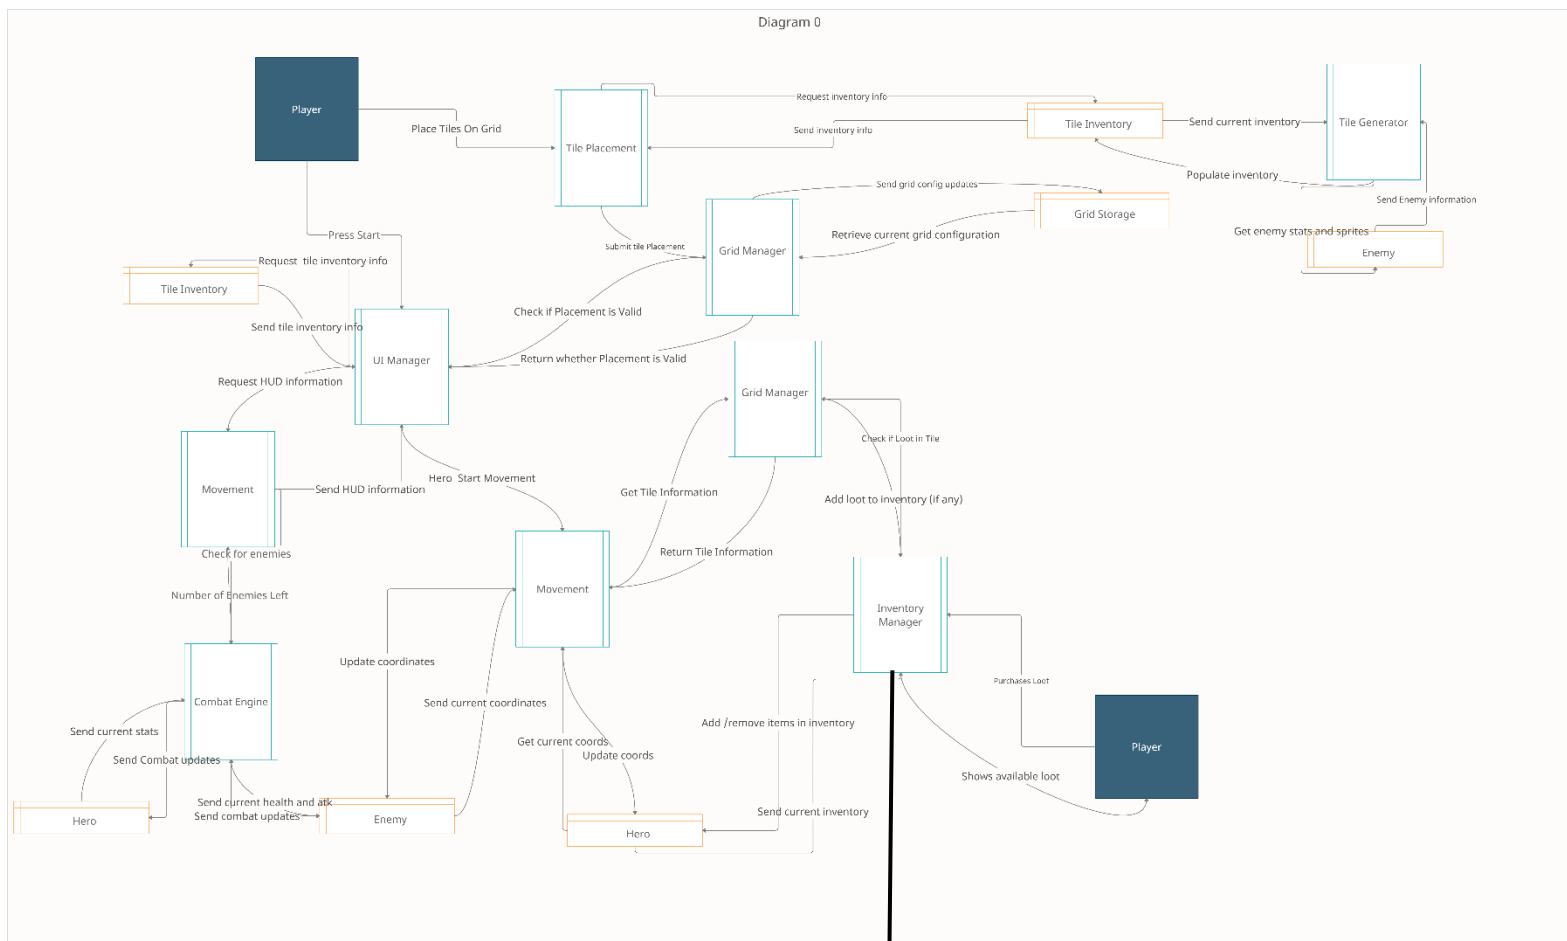 Diagram 0
Player
Place Tiles On Grid
Tile Placement
Request inventory info
Send inventory info
Tile Inventory
Send current inventory
Tile Generator
Populate inventory
Send Enemy information
Get enemy stats and sprites
Enemy
Send grid config updates
Grid Storage
Retrieve current grid configuration
Grid Manager
Submit tile Placement
Press Start
Request  tile inventory info
Tile Inventory
Send tile inventory info
UI Manager
Check if Placement is Valid
Return whether Placement is Valid
Request HUD information
Grid Manager
Check if Loot in Tile
Movement
Send HUD information
Hero  Start Movement
Get Tile Information
Add loot to inventory (if any)
Return Tile Information
Check for enemies
Number of Enemies Left
Movement
Inventory
Manager
Update coordinates
Send current coordinates
Purchases Loot
Combat Engine
Send current stats
Send Combat updates
Get current coords
Update coords
Add /remove items in inventory
Player
Shows available loot
Send current health and atk
Send combat updates
Send current inventory
Hero
Enemy
Hero